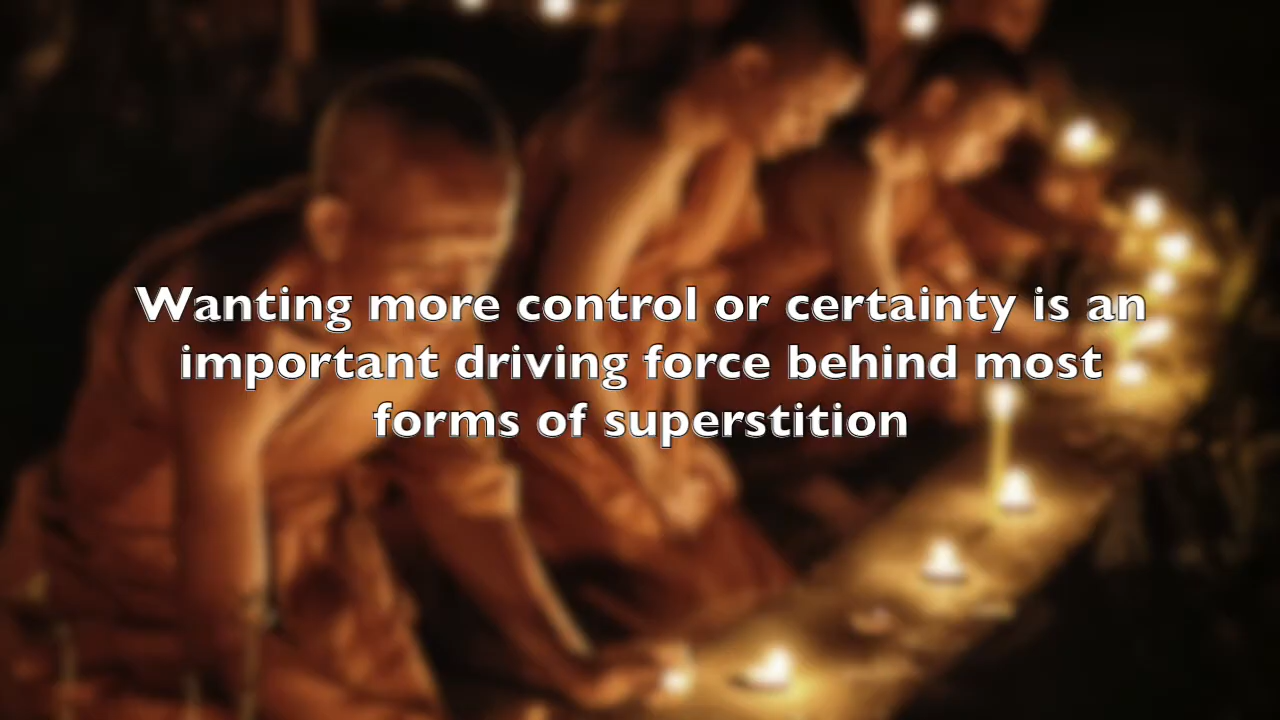 Wanting more control or certainty is an
important driving force behind most
forms of superstition